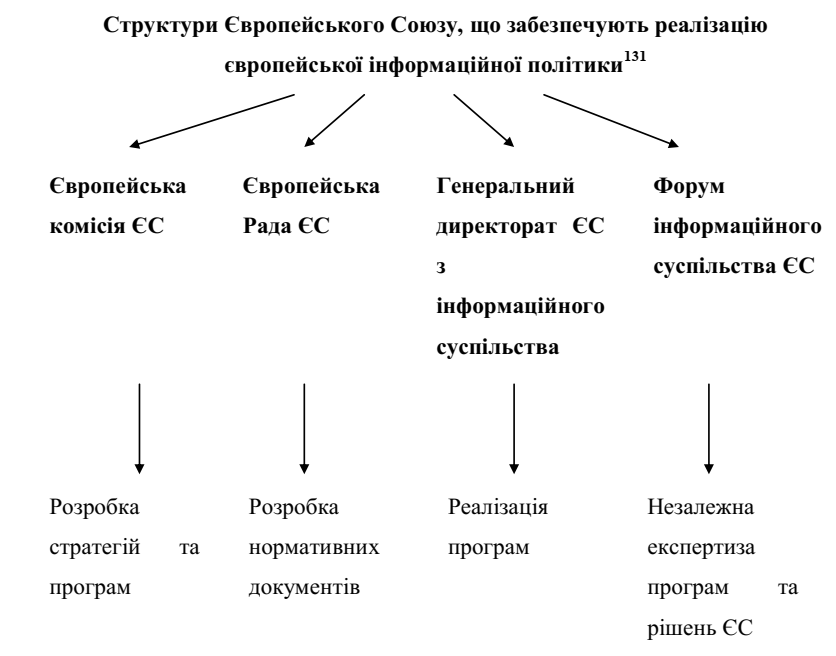 Структури Європейського Союзу, що забезпечують реалізацію
європейської інформаційної політики131
Європейська
комісія ЄС
Європейська
Рада ЄС
Генеральний
директорат ЄС
з
інформаційного
суспільства
Форум
інформаційного
суспільства ЄС
Розробка
стратегій та
програм
Розробка
нормативних
документів
Реалізація
програм
Незалежна
експертиза
програм та
рішень ЄС